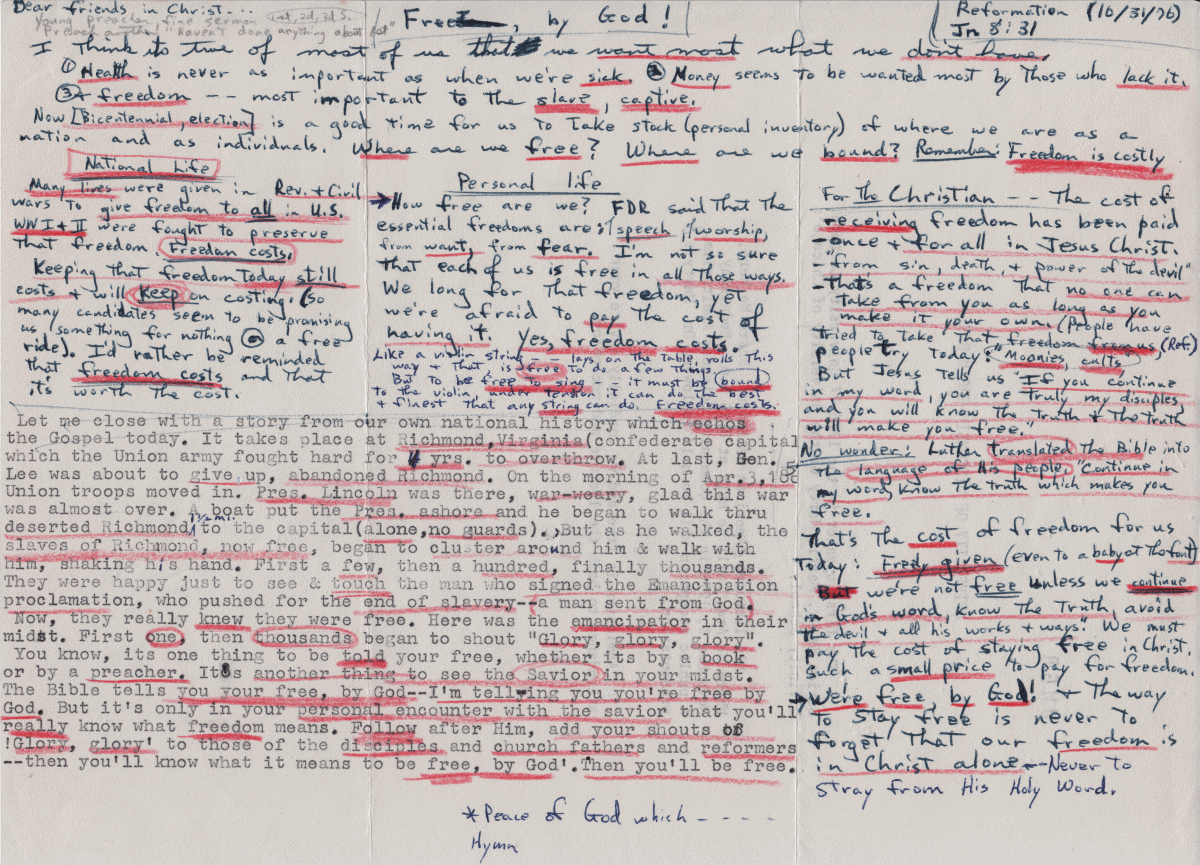 Dear friends in Christ...
young preacher, fine sermon 1st, 2d, 3d S.
Preach another! "haven't done anything about 1st"
Free, by God!
Reformation (10/31/76)
Jn 8:31
I Think its true of most of us we want most what we don't have.
① Health is never as important as when we're sick. ② Money seems to be wanted most by Those who lack it.
③ + freedom -- most important to the slave, captive.
Now [Bicentennial, election] is a good time for us to Take stock (personal inventory) of where we are as a
nation and as individuals. Where are we free? Where are we bound? Remember: Freedom is costly
National Life
Many lives were given in Rev. + Civil
wars To give freedom to all in U.S.
WW I + II were fought to preserve
that freedom. Freedom costs.
Keeping that freedom today still
costs + will keep on costing. (So
many candidates seem to be promising
us something for nothing @ a free
ride). I'd rather be reminded
that freedom costs and that
it's worth the cost.
Personal life
→ How free are we? FDR said That the
essential freedoms are: speech, worship,
from want, from fear. I'm not so sure
that each of us is free in all Those ways.
We long for That freedom, yet
we're afraid to pay The cost of
having it. Yes, freedom costs.
Like a violin string -- lays on The table, rolls This
way + that, is free to do a few things.
But to be free to sing -- it must be bound
to the violin, under tension it can do The best
+ finest that any string can do. Freedom costs.
For The Christian -- The cost of
receiving freedom has been paid
-once + for all in Jesus Christ.
"from sin, death, + power of the devil"
-thats a freedom that no one can
take from you as long as you
make it your own. (People have
tried to Take That freedom from us, (Ref.)
people try Today: Moonies, cults,
But Jesus Tells us "If you continue
in my word, you are Truly my disuples,
and you will know The Truth + The Truth
will make you free."
No wonder: Luther Translated The Bible into
The language of His people, "Continue in
my word, know The Truth which makes you
free.
That's The cost of freedom for us
Today: Freely given (even to a baby at the font)
But we're not free unless we continue
in God's word, know The Truth, avoid
the devil + all his works + ways." We must
pay the cost of staying free in Christ.
Such a small price to pay for freedom.
→ We're free, by God! + The way
To stay free is never to
forget That our freedom is
in Christ alone -- Never To
stray from His Holy Word.
Let me close with a story from our own national history which echos
the Gospel today. It takes place at Richmond, Virginia(confederate capital
which the Union army fought hard for 4 yrs. to overthrow. At last, Gen.
Lee was about to give up, abandoned Richmond. On the morning of Apr.3,1865
Union troops moved in. Pres. Lincoln was there, war-weary, glad this war
was almost over. A boat put the Pres. ashore and he began to walk thru
deserted Richmond, 1½ mi. to the capital(alone,no guards). But as he walked, the
slaves of Richmond, now free, began to cluster around him & walk with
him, shaking his hand. First a few, then a hundred, finally thousands.
They were happy just to see & touch the man who signed the Emancipation
proclamation, who pushed for the end of slavery--a man sent from God.
Now, they really knew they were free. Here was the emancipator in their
midst. First one, then thousands began to shout "Glory, glory, glory".
You know, its one thing to be told your free, whether its by a book
or by a preacher. Its another thing to see the Savior in your midst.
The Bible tells you your free, by God--I'm telling you you're free by
God. But it's only in your personal encounter with the savior that you'll
really know what freedom means. Follow after Him, add your shouts of
!Glory, glory' to those of the disciples and church fathers and reformers
--then you'll know what it means to be free, by God'.Then you'll be free.
*Peace of God which - - - -
Hymn